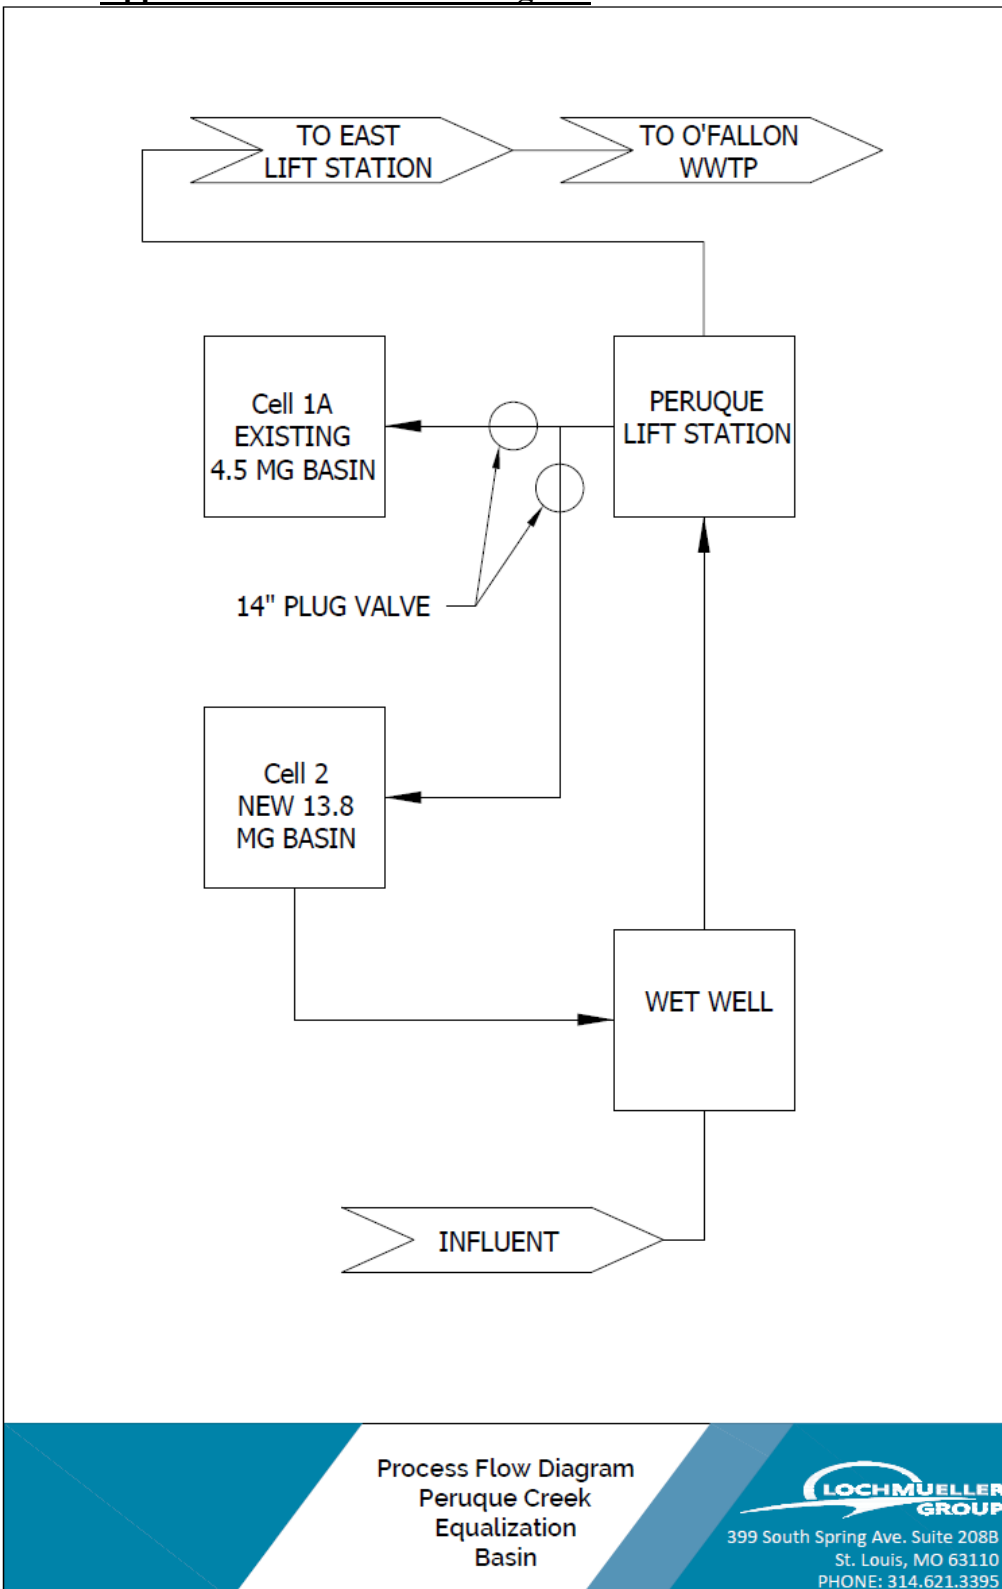 TO EAST
LIFT STATION
TO O'FALLON
WWTP
Cell 1A
EXISTING
4.5 MG BASIN
PERUQUE
LIFT STATION
14" PLUG VALVE
Cell 2
NEW 13.8
MG BASIN
WET WELL
INFLUENT
Process Flow Diagram
Peruque Creek
Equalization
Basin
LOCHMUELLER
GROUP
399 South Spring Ave. Suite 208B
St. Louis, MO 63110
PHONE: 314.621.3395